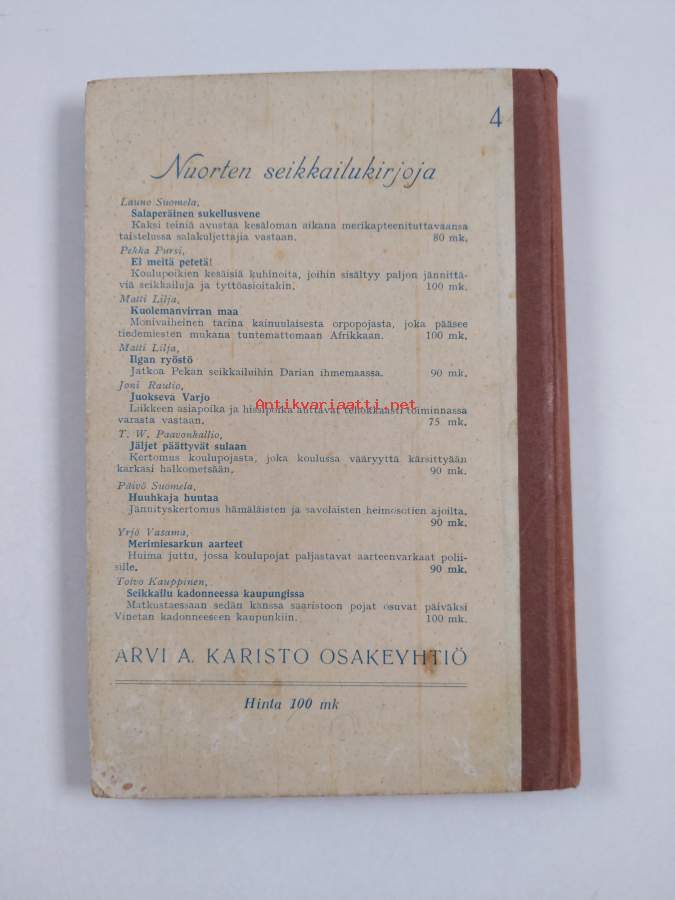 4
Nuorten seikkailukirjoja
Launo Suomela,
Salaperäinen sukellusvene
Kaksi teiniä avustaa kesäloman aikana merikapteenituttavaansa
taistelussa salakuljettajia vastaan. 80 mk.
Pekka Pursi,
Ei meitä petetä!
Koulupoikien kesäisiä kuhinoita, joihin sisältyy paljon jännittä-
viä seikkailuja ja tyttöasioitakin. 100 mk.
Matti Lilja,
Kuolemanvirran maa
Monivaiheinen tarina kainuulaisesta orpopojasta, joka pääsee
tiedemiesten mukana tuntemattomaan Afrikkaan. 100 mk.
Matti Lilja,
Ilgan ryöstö
Jatkoa Pekan seikkailuihin Darian ihmemaassa. 90 mk.
Joni Rautio,
Juokseva Varjo
Antikvariaatti.net
Liikkeen asiapoika ja hissipoika auttavat tehokkaasti toiminnassa
varasta vastaan. 75 mk.
T. W. Paavonkallio,
Jäljet päättyvät sulaan
Kertomus koulupojasta, joka koulussa vääryyttä kärsittyään
karkasi halkometsään. 90 mk.
Päivö Suomela,
Huuhkaja huutaa
Jännityskertomus hämäläisten ja savolaisten heimosotien ajoilta.
90 mk.
Yrjö Vasama,
Merimiesarkun aarteet
Huima juttu, jossa koulupojat paljastavat aarteenvarkaat polii-
sille. 90 mk.
Toivo Kauppinen,
Seikkailu kadonneessa kaupungissa
Matkustaessaan sedän kanssa saaristoon pojat osuvat päiväksi
Vinetan kadonneeseen kaupunkiin. 100 mk.
ARVI A. KARISTO OSAKEYHTIÖ
Hinta 100 mk